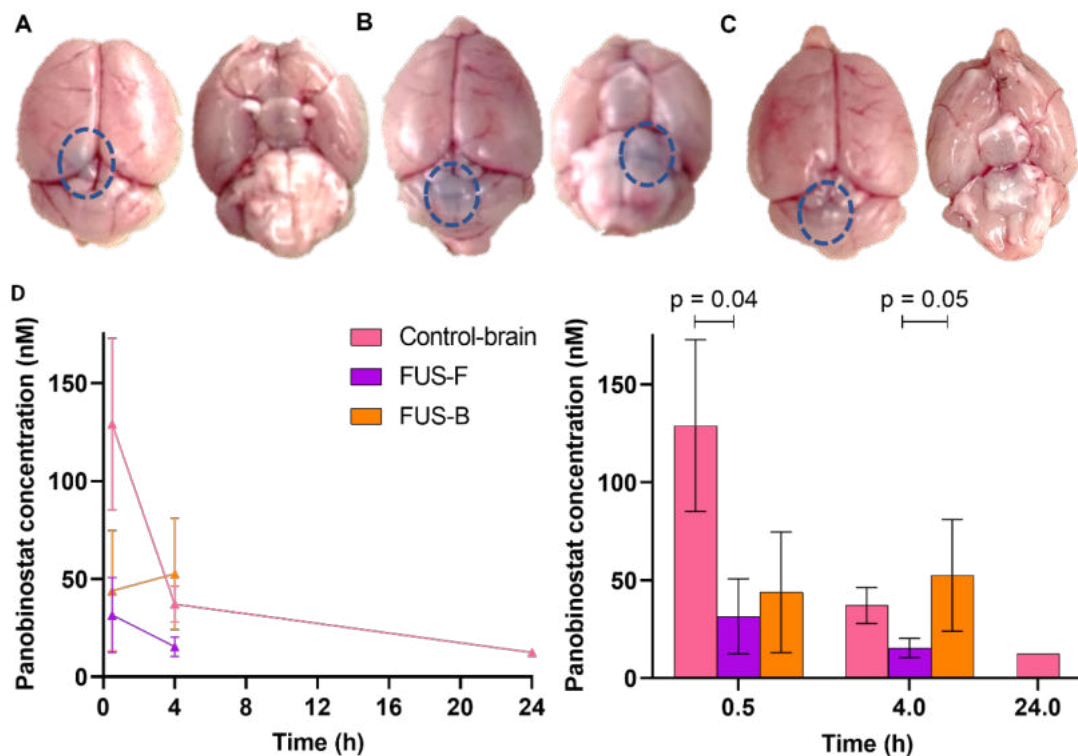 A
B
C
D
Panobinostat concentration (nM)
150
100
50
0
0 4 8 12 16 20 24
Time (h)
Control-brain
FUS-F
FUS-B
p = 0.04
p = 0.05
Panobinostat concentration (nM)
150
100
50
0
0.5 4.0 24.0
Time (h)